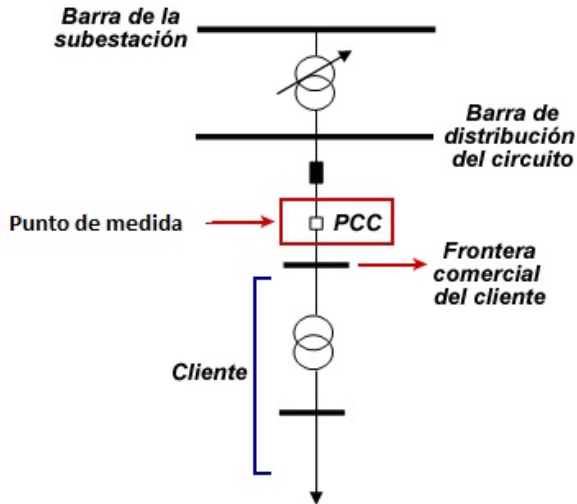 Barra de la
subestación
Barra de
distribución
del circuito
Punto de medida
PCC
Frontera
comercial
del cliente
Cliente